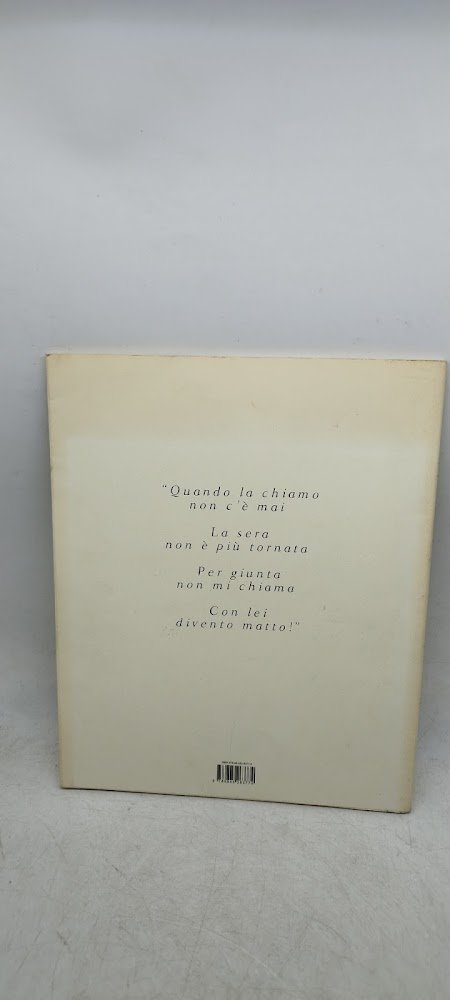 “Quando la chiamo
non c'è mai
La sera
non è più tornata
Per giunta
non mi chiama
Con lei
divento matto!”